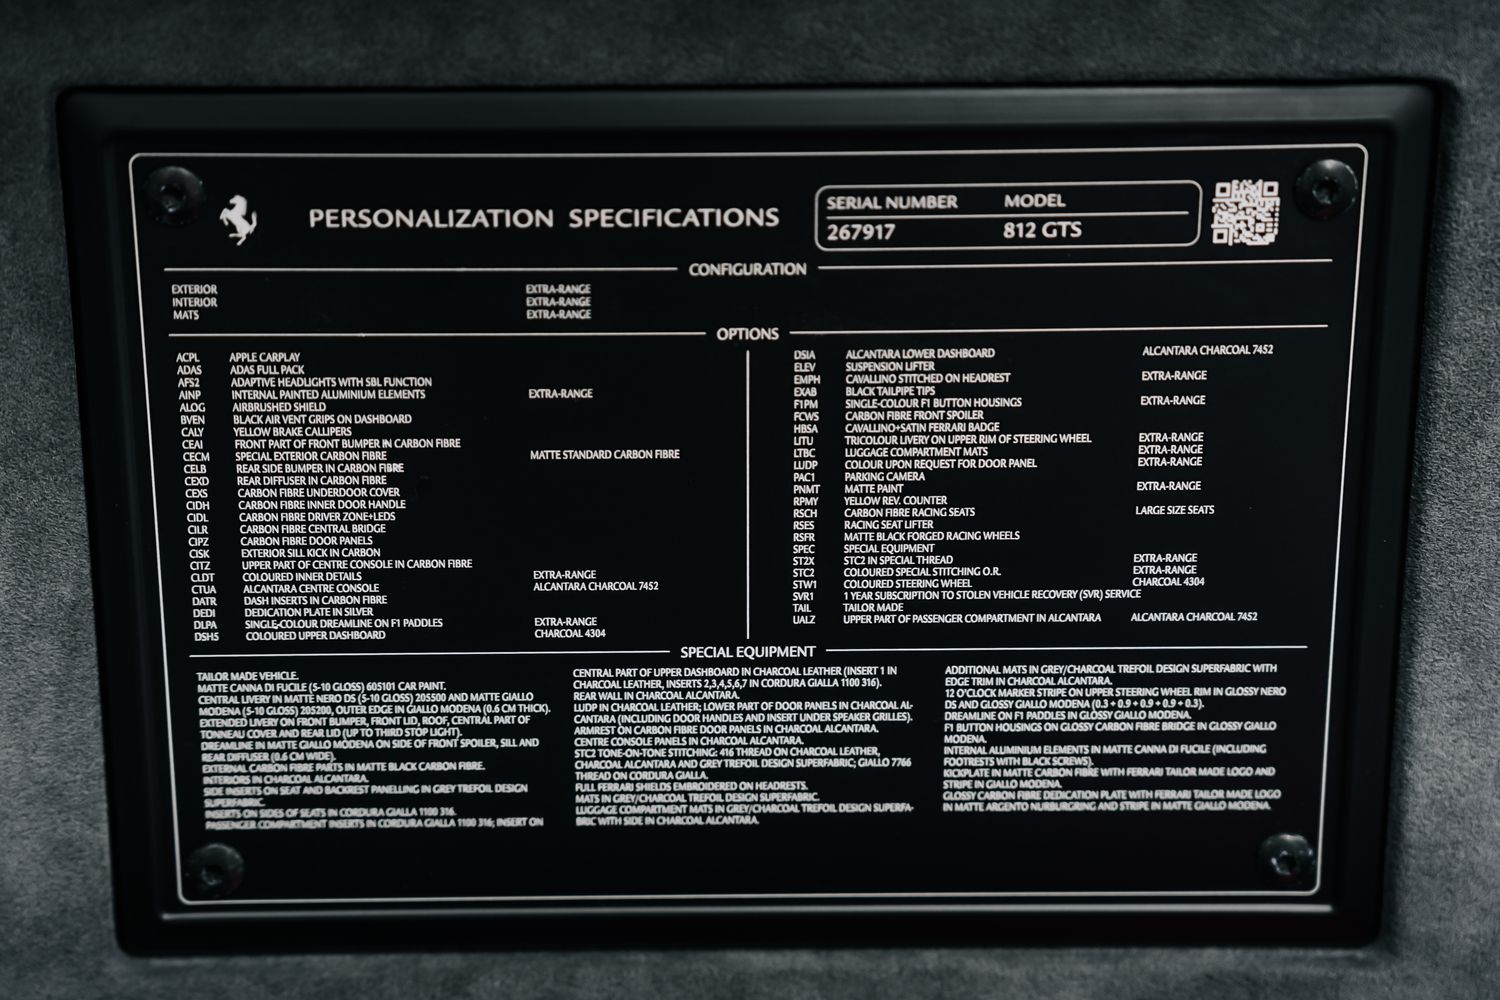 PERSONALIZATION SPECIFICATIONS
SERIAL NUMBER MODEL
267917 812 GTS
CONFIGURATION
EXTERIOR EXTRA-RANGE
INTERIOR EXTRA-RANGE
MATS EXTRA-RANGE
OPTIONS
ACPL APPLE CARPLAY
ADAS ADAS FULL PACK
AFS2 ADAPTIVE HEADLIGHTS WITH SBL FUNCTION
AINP INTERNAL PAINTED ALUMINIUM ELEMENTS EXTRA-RANGE
ALOG AIRBRUSHED SHIELD
BVEN BLACK AIR VENT GRIPS ON DASHBOARD
CALY YELLOW BRAKE CALLIPERS
CEAI FRONT PART OF FRONT BUMPER IN CARBON FIBRE
CECM SPECIAL EXTERIOR CARBON FIBRE MATTE STANDARD CARBON FIBRE
CELB REAR SIDE BUMPER IN CARBON FIBRE
CEXD REAR DIFFUSER IN CARBON FIBRE
CEXS CARBON FIBRE UNDERDOOR COVER
CIDH CARBON FIBRE INNER DOOR HANDLE
CIDL CARBON FIBRE DRIVER ZONE+LEDS
CILR CARBON FIBRE CENTRAL BRIDGE
CIPZ CARBON FIBRE DOOR PANELS
CISK EXTERIOR SILL KICK IN CARBON
CITZ UPPER PART OF CENTRE CONSOLE IN CARBON FIBRE
CLDT COLOURED INNER DETAILS EXTRA-RANGE
CTUA ALCANTARA CENTRE CONSOLE ALCANTARA CHARCOAL 7452
DATR DASH INSERTS IN CARBON FIBRE
DEDI DEDICATION PLATE IN SILVER
DLPA SINGLE-COLOUR DREAMLINE ON F1 PADDLES EXTRA-RANGE
DSH5 COLOURED UPPER DASHBOARD CHARCOAL 4304
DSIA ALCANTARA LOWER DASHBOARD ALCANTARA CHARCOAL 7452
ELEV SUSPENSION LIFTER
EMPH CAVALLINO STITCHED ON HEADREST EXTRA-RANGE
EXAB BLACK TAILPIPE TIPS
F1PM SINGLE-COLOUR F1 BUTTON HOUSINGS EXTRA-RANGE
FCWS CARBON FIBRE FRONT SPOILER
HBSA CAVALLINO+SATIN FERRARI BADGE
LITU TRICOLOUR LIVERY ON UPPER RIM OF STEERING WHEEL EXTRA-RANGE
LTBC LUGGAGE COMPARTMENT MATS EXTRA-RANGE
LUDP COLOUR UPON REQUEST FOR DOOR PANEL EXTRA-RANGE
PAC1 PARKING CAMERA
PNMT MATTE PAINT EXTRA-RANGE
RPMY YELLOW REV. COUNTER
RSCH CARBON FIBRE RACING SEATS LARGE SIZE SEATS
RSES RACING SEAT LIFTER
RSFR MATTE BLACK FORGED RACING WHEELS
SPEC SPECIAL EQUIPMENT
ST2X STC2 IN SPECIAL THREAD EXTRA-RANGE
STC2 COLOURED SPECIAL STITCHING O.R. EXTRA-RANGE
STW1 COLOURED STEERING WHEEL CHARCOAL 4304
SVR1 1 YEAR SUBSCRIPTION TO STOLEN VEHICLE RECOVERY (SVR) SERVICE
TAIL TAILOR MADE
UALZ UPPER PART OF PASSENGER COMPARTMENT IN ALCANTARA ALCANTARA CHARCOAL 7452
SPECIAL EQUIPMENT
TAILOR MADE VEHICLE.
MATTE CANNA DI FUCILE (5-10 GLOSS) 605101 CAR PAINT.
CENTRAL LIVERY IN MATTE NERO DS (5-10 GLOSS) 205500 AND MATTE GIALLO
MODENA (5-10 GLOSS) 205200, OUTER EDGE IN GIALLO MODENA (0.6 CM THICK).
EXTENDED LIVERY ON FRONT BUMPER, FRONT LID, ROOF, CENTRAL PART OF
TONNEAU COVER AND REAR LID (UP TO THIRD STOP LIGHT).
DREAMLINE IN MATTE GIALLO MODENA ON SIDE OF FRONT SPOILER, SILL AND
REAR DIFFUSER (0.6 CM WIDE).
EXTERNAL CARBON FIBRE PARTS IN MATTE BLACK CARBON FIBRE.
INTERIORS IN CHARCOAL ALCANTARA.
SIDE INSERTS ON SEAT AND BACKREST PANELLING IN GREY TREFOIL DESIGN
SUPERFABRIC.
INSERTS ON SIDES OF SEATS IN CORDURA GIALLA 1100 316.
PASSENGER COMPARTMENT INSERTS IN CORDURA GIALLA 1100 316; INSERT ON
CENTRAL PART OF UPPER DASHBOARD IN CHARCOAL LEATHER (INSERT 1 IN
CHARCOAL LEATHER, INSERTS 2,3,4,5,6,7 IN CORDURA GIALLA 1100 316).
REAR WALL IN CHARCOAL ALCANTARA.
LUDP IN CHARCOAL LEATHER; LOWER PART OF DOOR PANELS IN CHARCOAL AL-
CANTARA (INCLUDING DOOR HANDLES AND INSERT UNDER SPEAKER GRILLES).
ARMREST ON CARBON FIBRE DOOR PANELS IN CHARCOAL ALCANTARA.
CENTRE CONSOLE PANELS IN CHARCOAL ALCANTARA.
STC2 TONE-ON-TONE STITCHING: 416 THREAD ON CHARCOAL LEATHER,
CHARCOAL ALCANTARA AND GREY TREFOIL DESIGN SUPERFABRIC; GIALLO 7766
THREAD ON CORDURA GIALLA.
FULL FERRARI SHIELDS EMBROIDERED ON HEADRESTS.
MATS IN GREY/CHARCOAL TREFOIL DESIGN SUPERFABRIC.
LUGGAGE COMPARTMENT MATS IN GREY/CHARCOAL TREFOIL DESIGN SUPERFA-
BRIC WITH SIDE IN CHARCOAL ALCANTARA.
ADDITIONAL MATS IN GREY/CHARCOAL TREFOIL DESIGN SUPERFABRIC WITH
EDGE TRIM IN CHARCOAL ALCANTARA.
12 O'CLOCK MARKER STRIPE ON UPPER STEERING WHEEL RIM IN GLOSSY NERO
DS AND GLOSSY GIALLO MODENA (0.3 + 0.9 + 0.9 + 0.9 + 0.3).
DREAMLINE ON F1 PADDLES IN GLOSSY GIALLO MODENA.
F1 BUTTON HOUSINGS ON GLOSSY CARBON FIBRE BRIDGE IN GLOSSY GIALLO
MODENA.
INTERNAL ALUMINIUM ELEMENTS IN MATTE CANNA DI FUCILE (INCLUDING
FOOTRESTS WITH BLACK SCREWS).
KICKPLATE IN MATTE CARBON FIBRE WITH FERRARI TAILOR MADE LOGO AND
STRIPE IN GIALLO MODENA.
GLOSSY CARBON FIBRE DEDICATION PLATE WITH FERRARI TAILOR MADE LOGO
IN MATTE ARGENTO NURBURGRING AND STRIPE IN MATTE GIALLO MODENA.